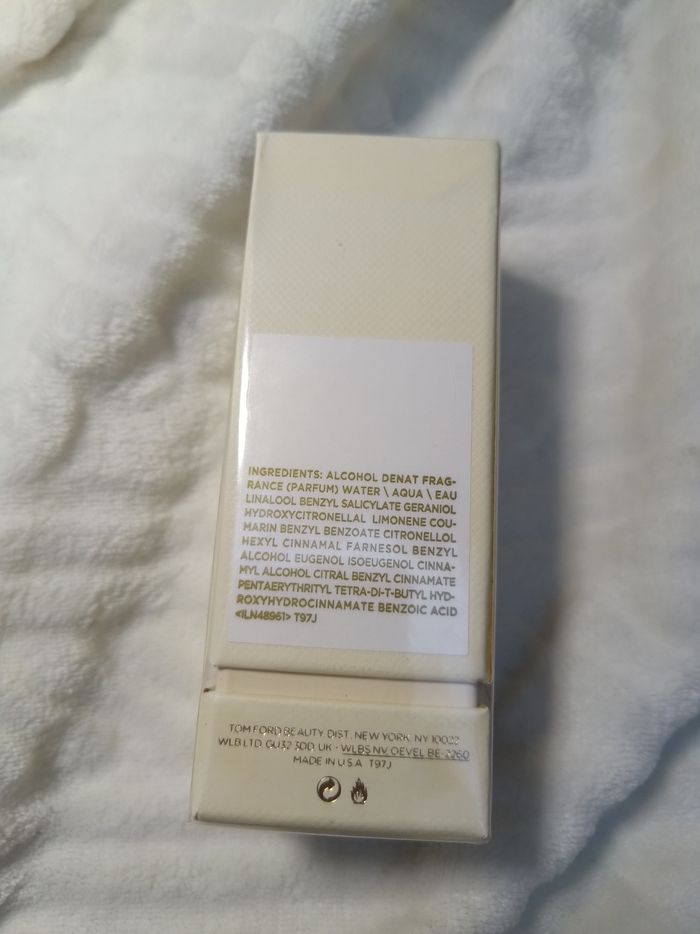 INGREDIENTS: ALCOHOL DENAT FRAG-
RANCE (PARFUM) WATER \ AQUA \ EAU
LINALOOL BENZYL SALICYLATE GERANIOL
HYDROXYCITRONELLAL LIMONENE COU-
MARIN BENZYL BENZOATE CITRONELLOL
HEXYL CINNAMAL FARNESOL BENZYL
ALCOHOL EUGENOL ISOEUGENOL CINNA-
MYL ALCOHOL CITRAL BENZYL CINNAMATE
PENTAERYTHRITYL TETRA-DI-T-BUTYL HYD-
ROXYHYDROCINNAMATE BENZOIC ACID
<ILN48961> T97J
TOM FORD BEAUTY DIST. NEW YORK, NY 10022
WLB LTD. GU32 3DD, UK · WLBS NV. OEVEL BE-2260
MADE IN U.S.A. T97J